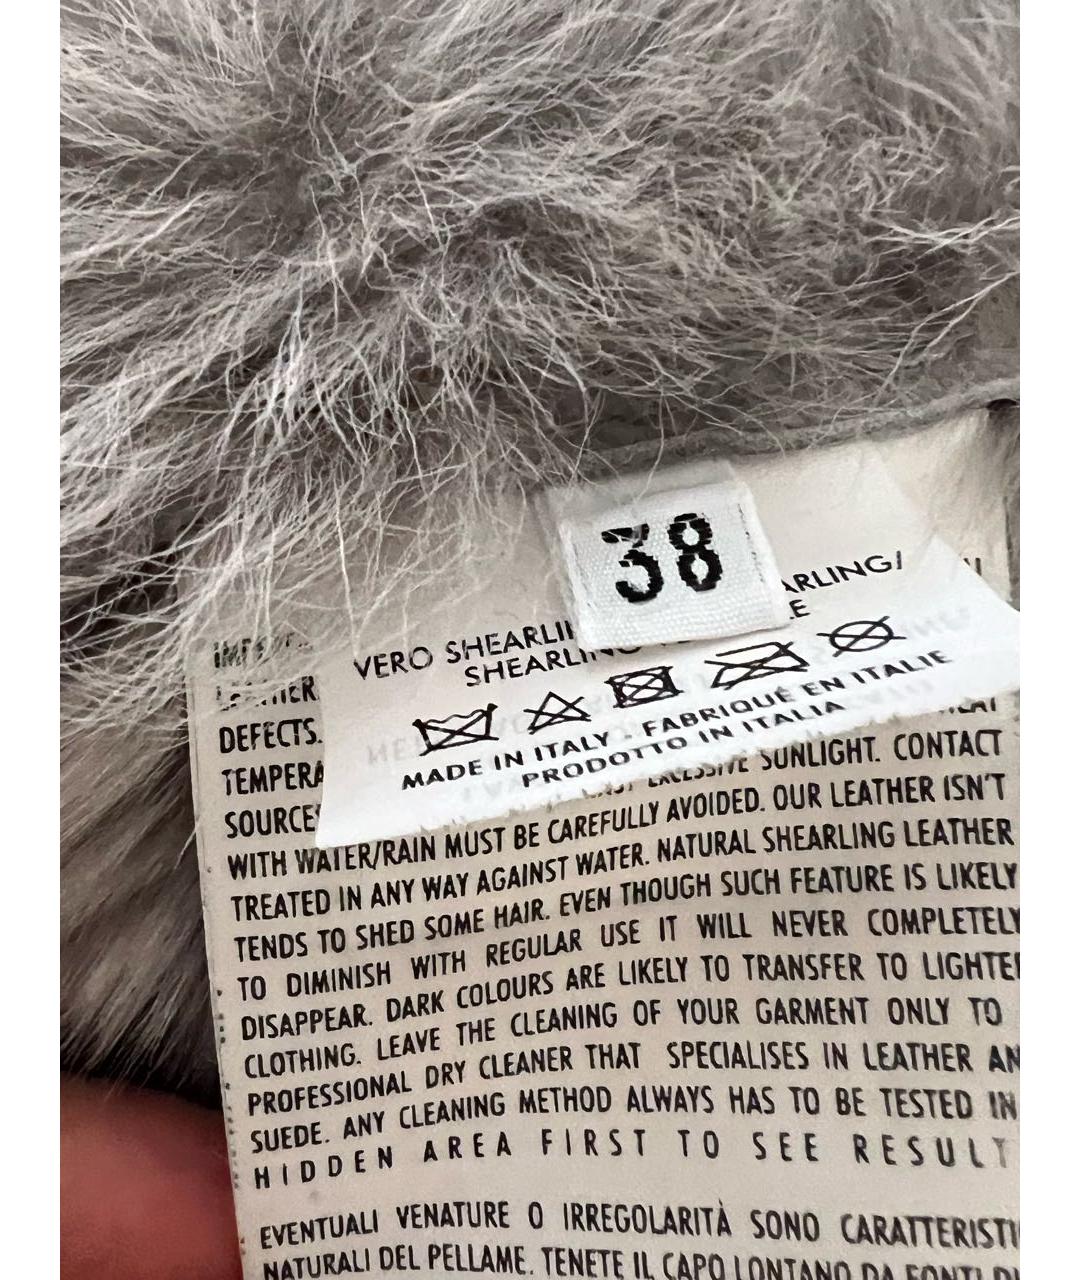 38
VERO SHEARLING
SHEARLING
MADE IN ITALY - FABRIQUÉ EN ITALIE
PRODOTTO IN ITALIA
DEFECTS.
EXCESSIVE SUNLIGHT. CONTACT
WITH WATER/RAIN MUST BE CAREFULLY AVOIDED. OUR LEATHER ISN'T
TREATED IN ANY WAY AGAINST WATER. NATURAL SHEARLING LEATHER
TENDS TO SHED SOME HAIR. EVEN THOUGH SUCH FEATURE IS LIKELY
TO DIMINISH WITH REGULAR USE IT WILL NEVER COMPLETELY
DISAPPEAR. DARK COLOURS ARE LIKELY TO TRANSFER TO LIGHTE
CLOTHING. LEAVE THE CLEANING OF YOUR GARMENT ONLY TO
PROFESSIONAL DRY CLEANER THAT SPECIALISES IN LEATHER AN
SUEDE. ANY CLEANING METHOD ALWAYS HAS TO BE TESTED IN
HIDDEN AREA FIRST TO SEE RESULT
EVENTUALI VENATURE O IRREGOLARITÀ SONO CARATTERISTI
NATURALI DEL PELLAME. TENETE IL CAPO LONTANO DA FONTI DI